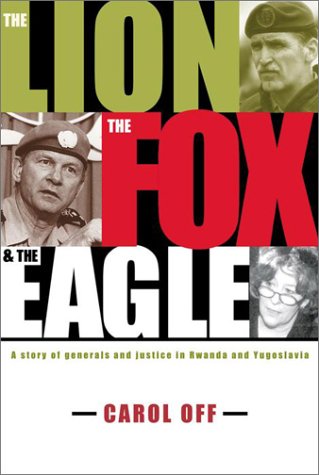 THE
LION
THE
FOX
& THE
EAGLE
A story of generals and justice in Rwanda and Yugoslavia
— CAROL OFF —